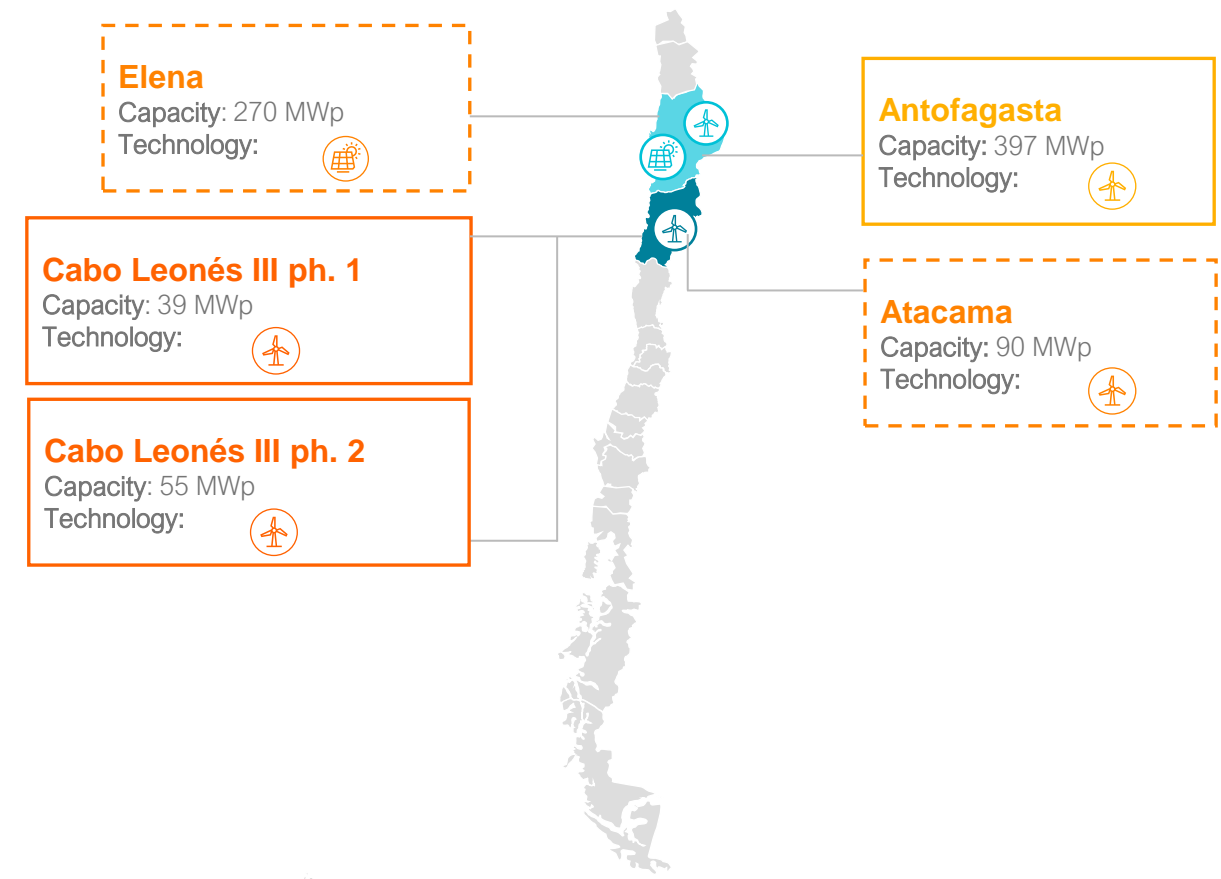 Elena
Capacity: 270 MWp
Technology:
Antofagasta
Capacity: 397 MWp
Technology:
Cabo Leonés III ph. 1
Capacity: 39 MWp
Technology:
Atacama
Capacity: 90 MWp
Technology:
Cabo Leonés III ph. 2
Capacity: 55 MWp
Technology: